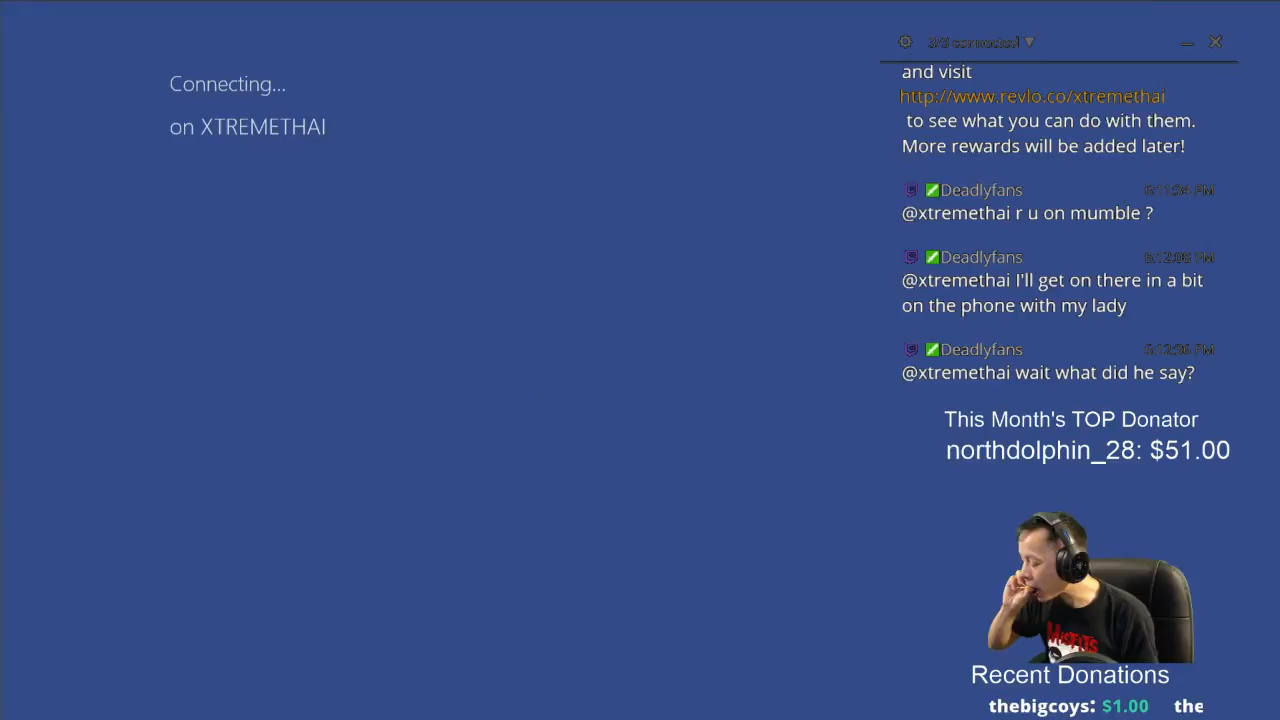 Connecting...
on XTREMETHAI
and visit
http://www.revlo.co/xtremethai
to see what you can do with them.
More rewards will be added later!
Deadlyfans
@xtremethai r u on mumble ?
Deadlyfans
@xtremethai I'll get on there in a bit
on the phone with my lady
Deadlyfans
@xtremethai wait what did he say?
This Month's TOP Donator
northdolphin_28: $51.00
MISFITS
Recent Donations
thebigcoys: $1.00 the